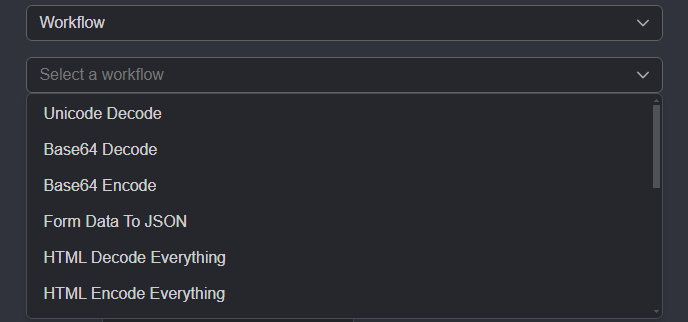 Workflow
Select a workflow
Unicode Decode
Base64 Decode
Base64 Encode
Form Data To JSON
HTML Decode Everything
HTML Encode Everything